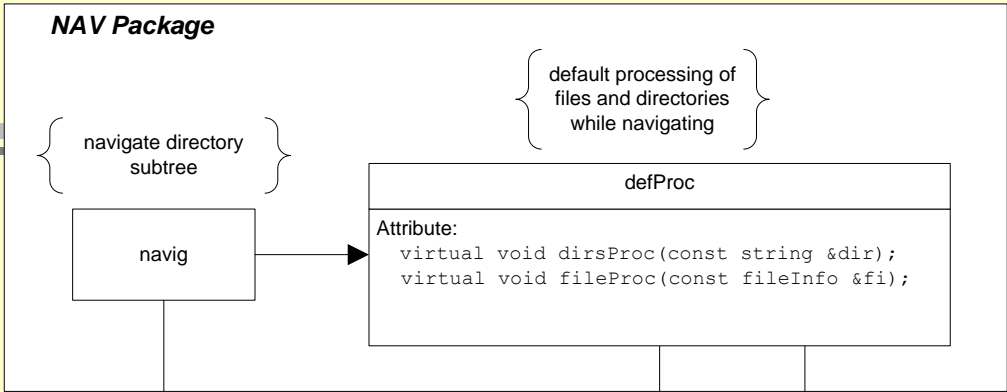 NAV Package
default processing of
files and directories
while navigating
navigate directory
subtree
defProc
navig
Attribute:
virtual void dirsProc(const string &dir);
virtual void fileProc(const fileInfo &fi);